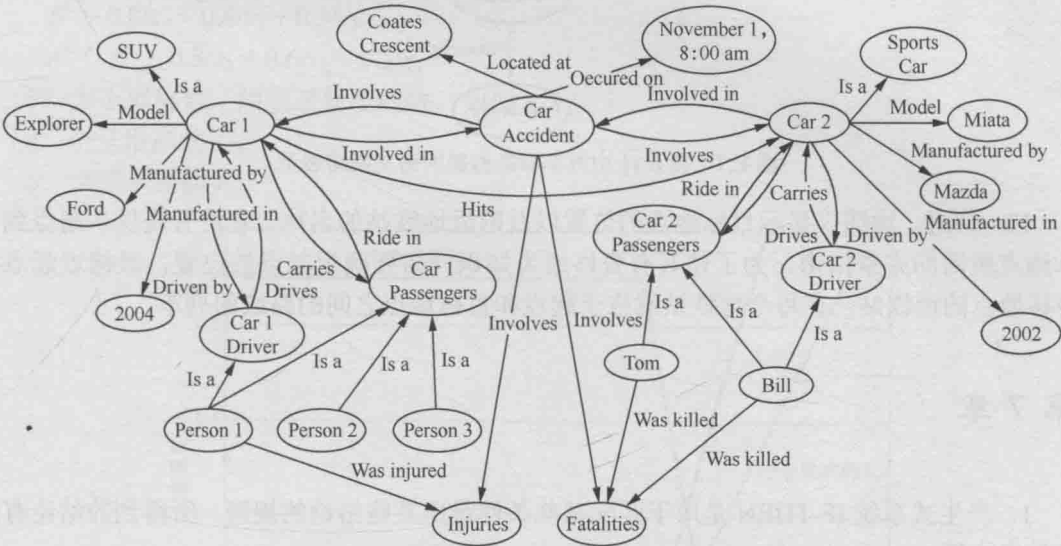 SUV
Coates
Crescent
November 1,
8:00 am
Sports
Car
Is a
Located at
Oecured on
Is a
Explorer
Model
Car 1
Involves
Car
Accident
Involved in
Car 2
Model
Miata
Manufactured by
Involved in
Involves
Manufactured by
Ford
Manufactured in
Hits
Car 2
Passengers
Ride in
Carries
Mazda
Manufactured in
Ride in
Drives
Driven by
2004
Driven by
Carries
Drives
Car 1
Passengers
Car 2
Driver
Car 1
Driver
Involves
Involves
Is a
Is a
2002
Is a
Is a
Is a
Is a
Tom
Bill
Person 1
Person 2
Person 3
Was killed
Was injured
Was killed
Injuries
Fatalities